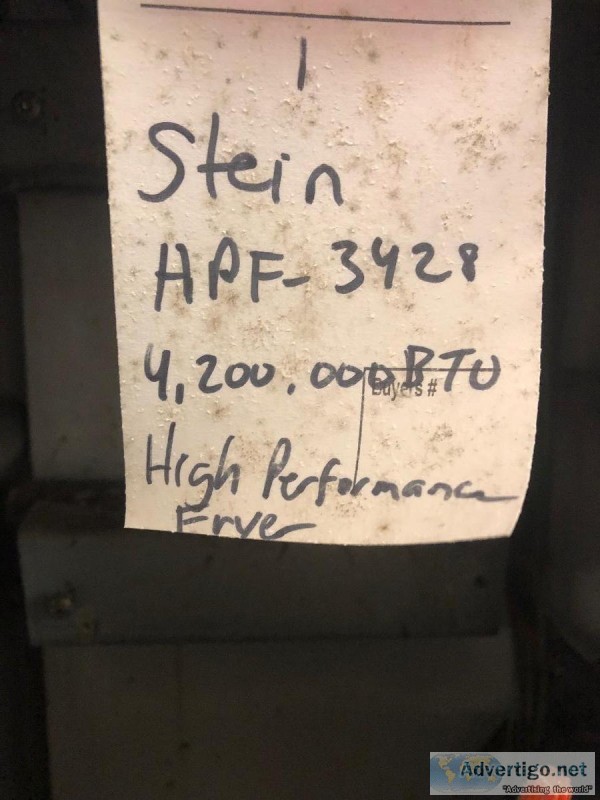 1
Stein
HPF-3428
4,200,000 BTU
Buyers #
High Performance
Fryer
Advertigo.net
"Advertising the world"